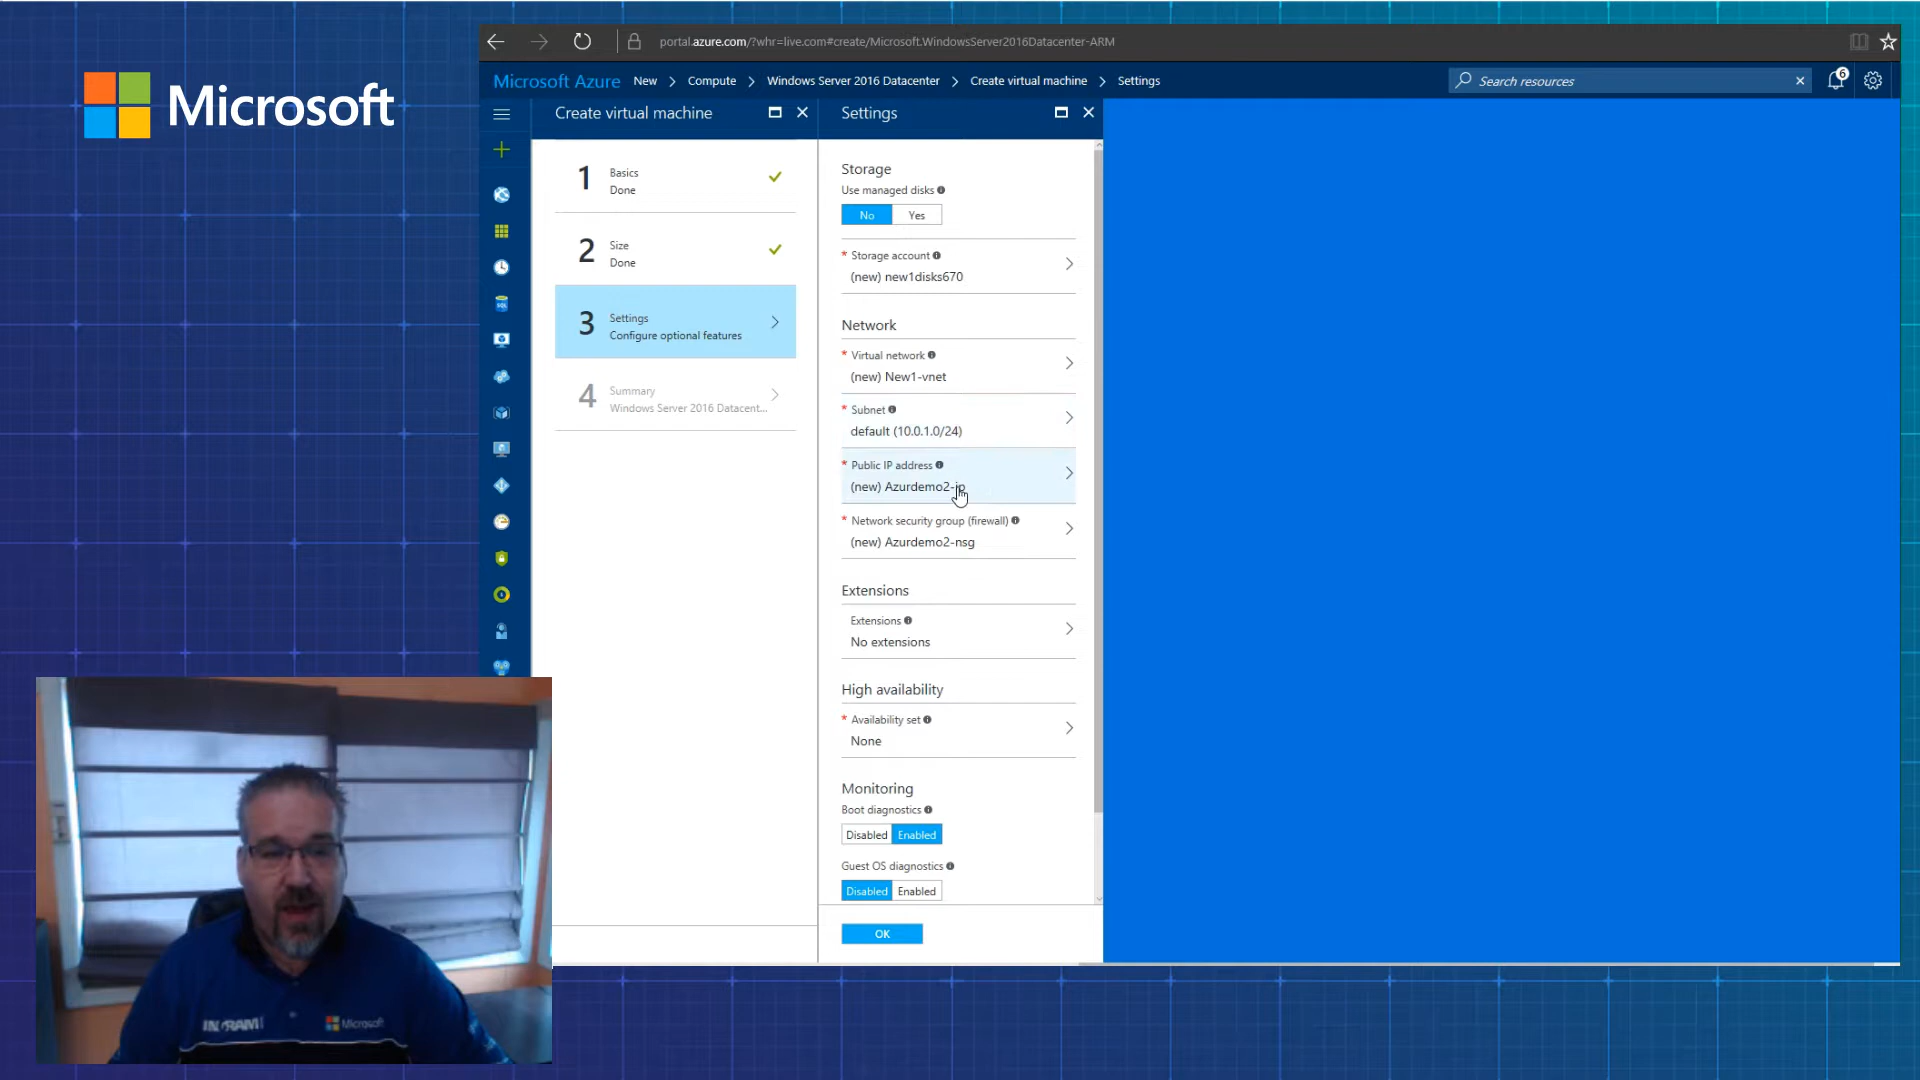 Microsoft
portal.azure.com/?whr=live.com#create/Microsoft.WindowsServer2016Datacenter-ARM
Microsoft Azure New > Compute > Windows Server 2016 Datacenter > Create virtual machine > Settings
Search resources
6
Create virtual machine
1 Basics
Done
2 Size
Done
3 Settings
Configure optional features
4 Summary
Windows Server 2016 Datacent...
Settings
Storage
Use managed disks
No Yes
* Storage account
(new) new1disks670
Network
* Virtual network
(new) New1-vnet
* Subnet
default (10.0.1.0/24)
* Public IP address
(new) Azurdemo2-ip
* Network security group (firewall)
(new) Azurdemo2-nsg
Extensions
Extensions
No extensions
High availability
* Availability set
None
Monitoring
Boot diagnostics
Disabled Enabled
Guest OS diagnostics
Disabled Enabled
OK
INGRAM Microsoft